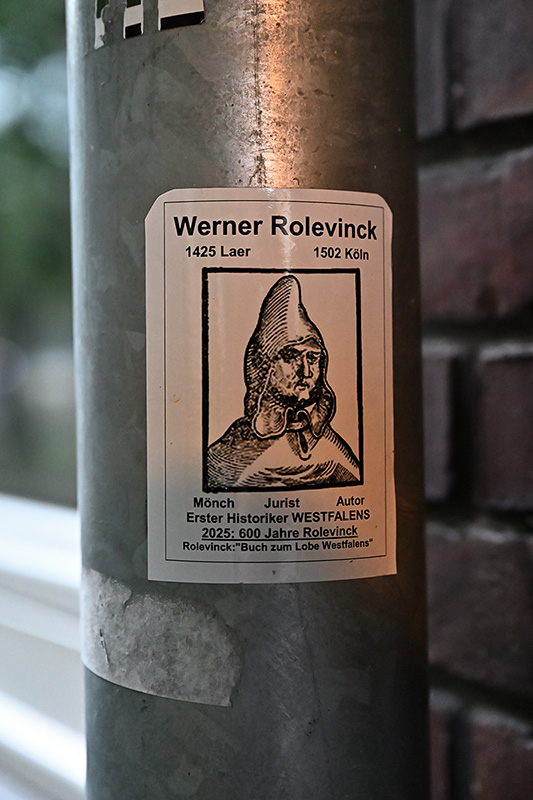 Werner Rolevinck
1425 Laer 1502 Köln
Mönch Jurist Autor
Erster Historiker WESTFALENS
2025: 600 Jahre Rolevinck
Rolevinck:"Buch zum Lobe Westfalens"